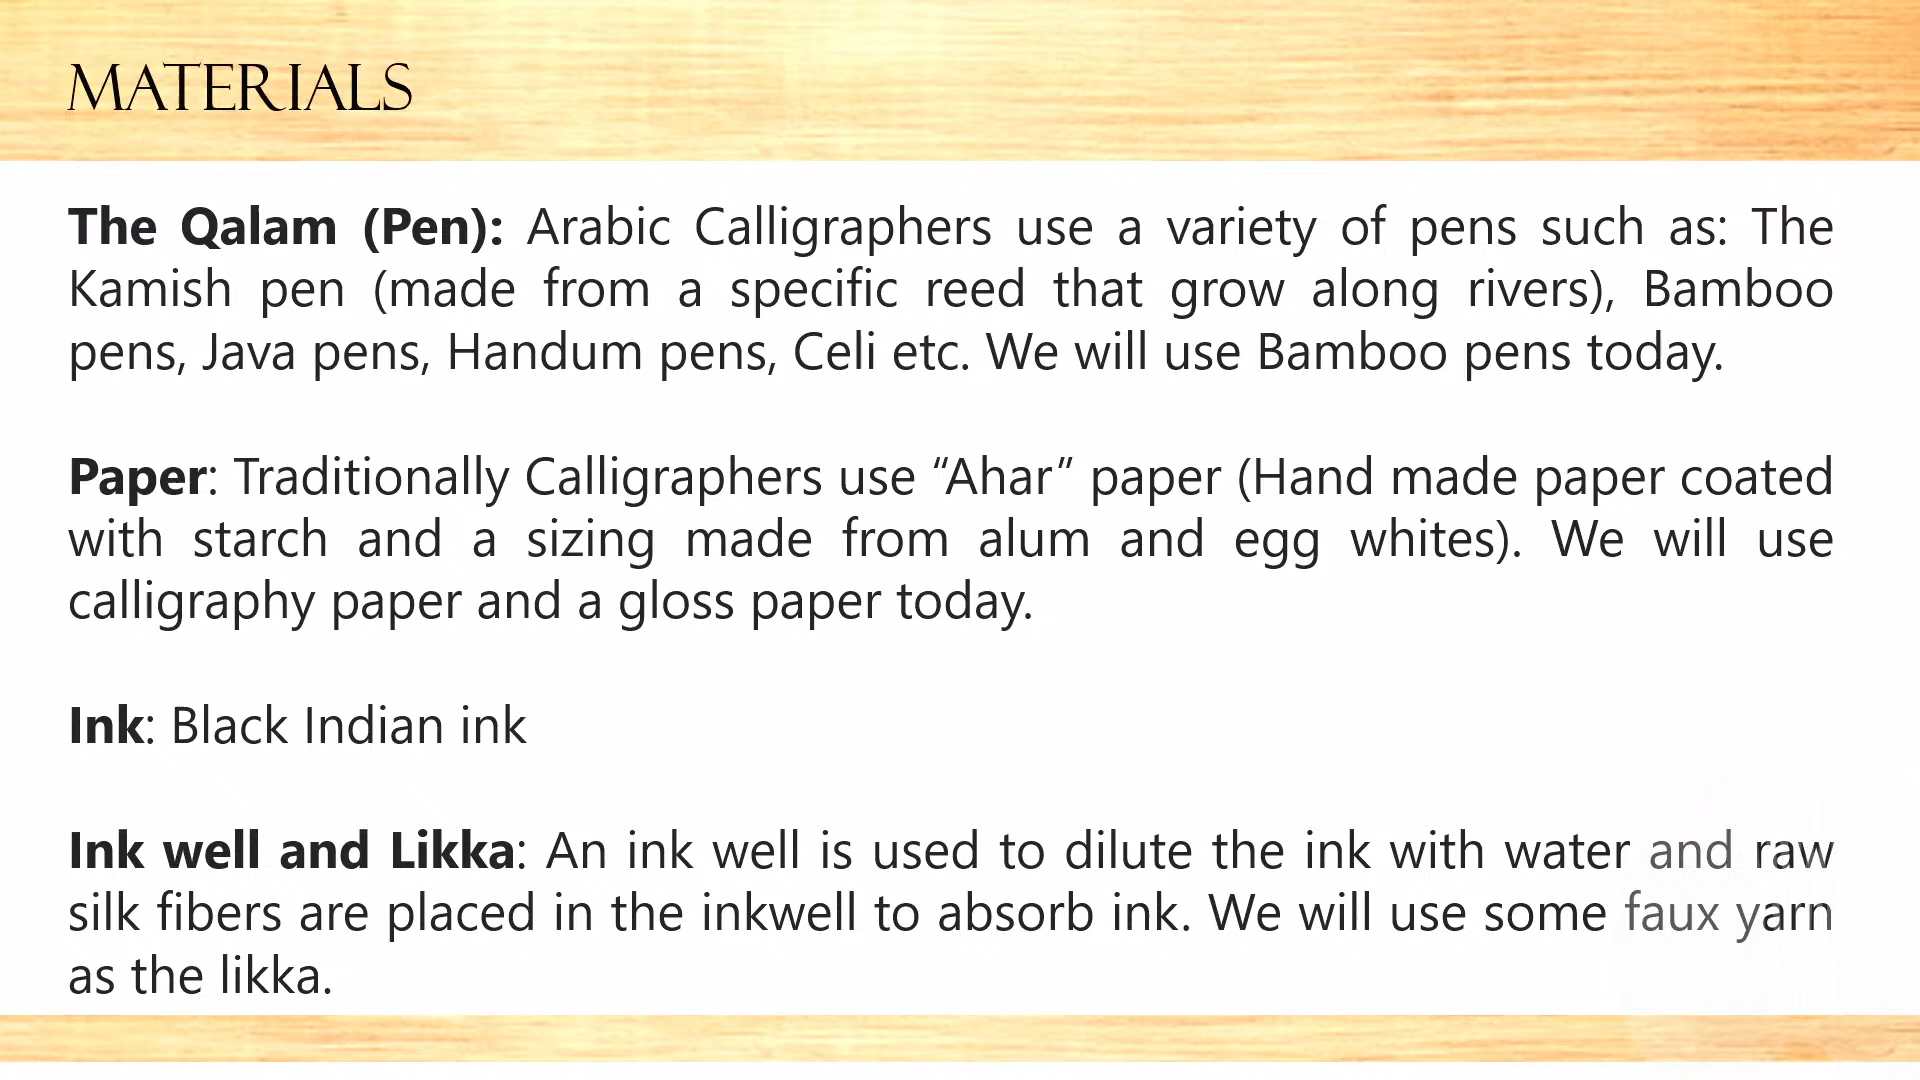 MATERIALS
The Qalam (Pen): Arabic Calligraphers use a variety of pens such as: The
Kamish pen (made from a specific reed that grow along rivers), Bamboo
pens, Java pens, Handum pens, Celi etc. We will use Bamboo pens today.
Paper: Traditionally Calligraphers use “Ahar” paper (Hand made paper coated
with starch and a sizing made from alum and egg whites). We will use
calligraphy paper and a gloss paper today.
Ink: Black Indian ink
Ink well and Likka: An ink well is used to dilute the ink with water and raw
silk fibers are placed in the inkwell to absorb ink. We will use some faux yarn
as the likka.